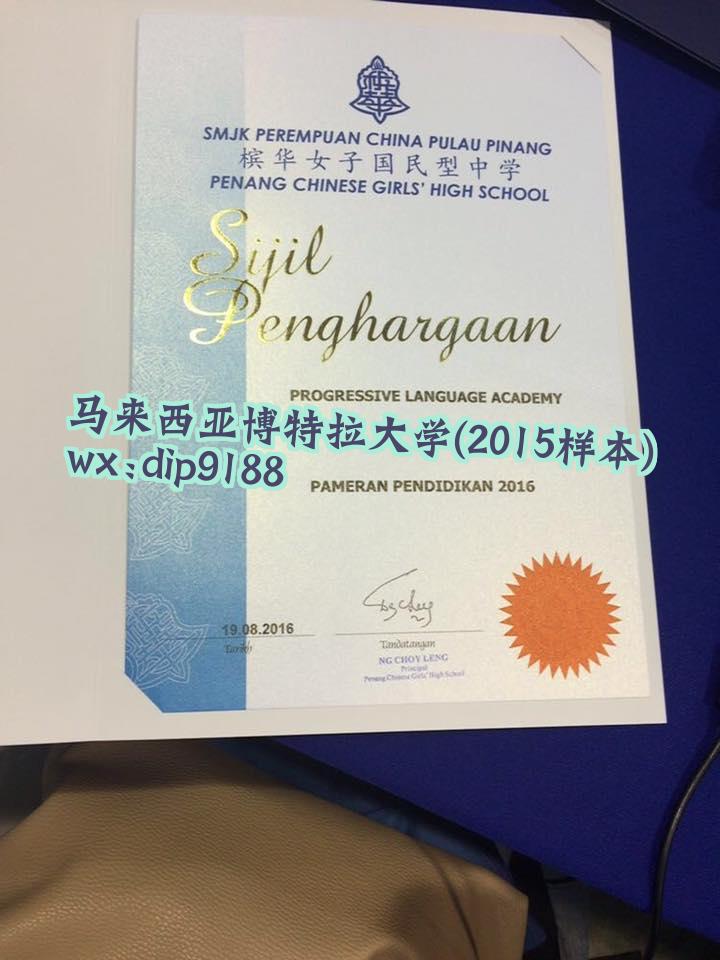 SMJK PEREMPUAN CHINA PULAU PINANG
槟华女子国民型中学
PENANG CHINESE GIRLS' HIGH SCHOOL
Sijil
Penghargaan
PROGRESSIVE LANGUAGE ACADEMY
马来西亚博特拉大学(2015样本)
wx:dip9188
PAMERAN PENDIDIKAN 2016
19.08.2016
Tarikh
Tandatangan
NG CHOY LENG
Principal
Penang Chinese Girls' High School